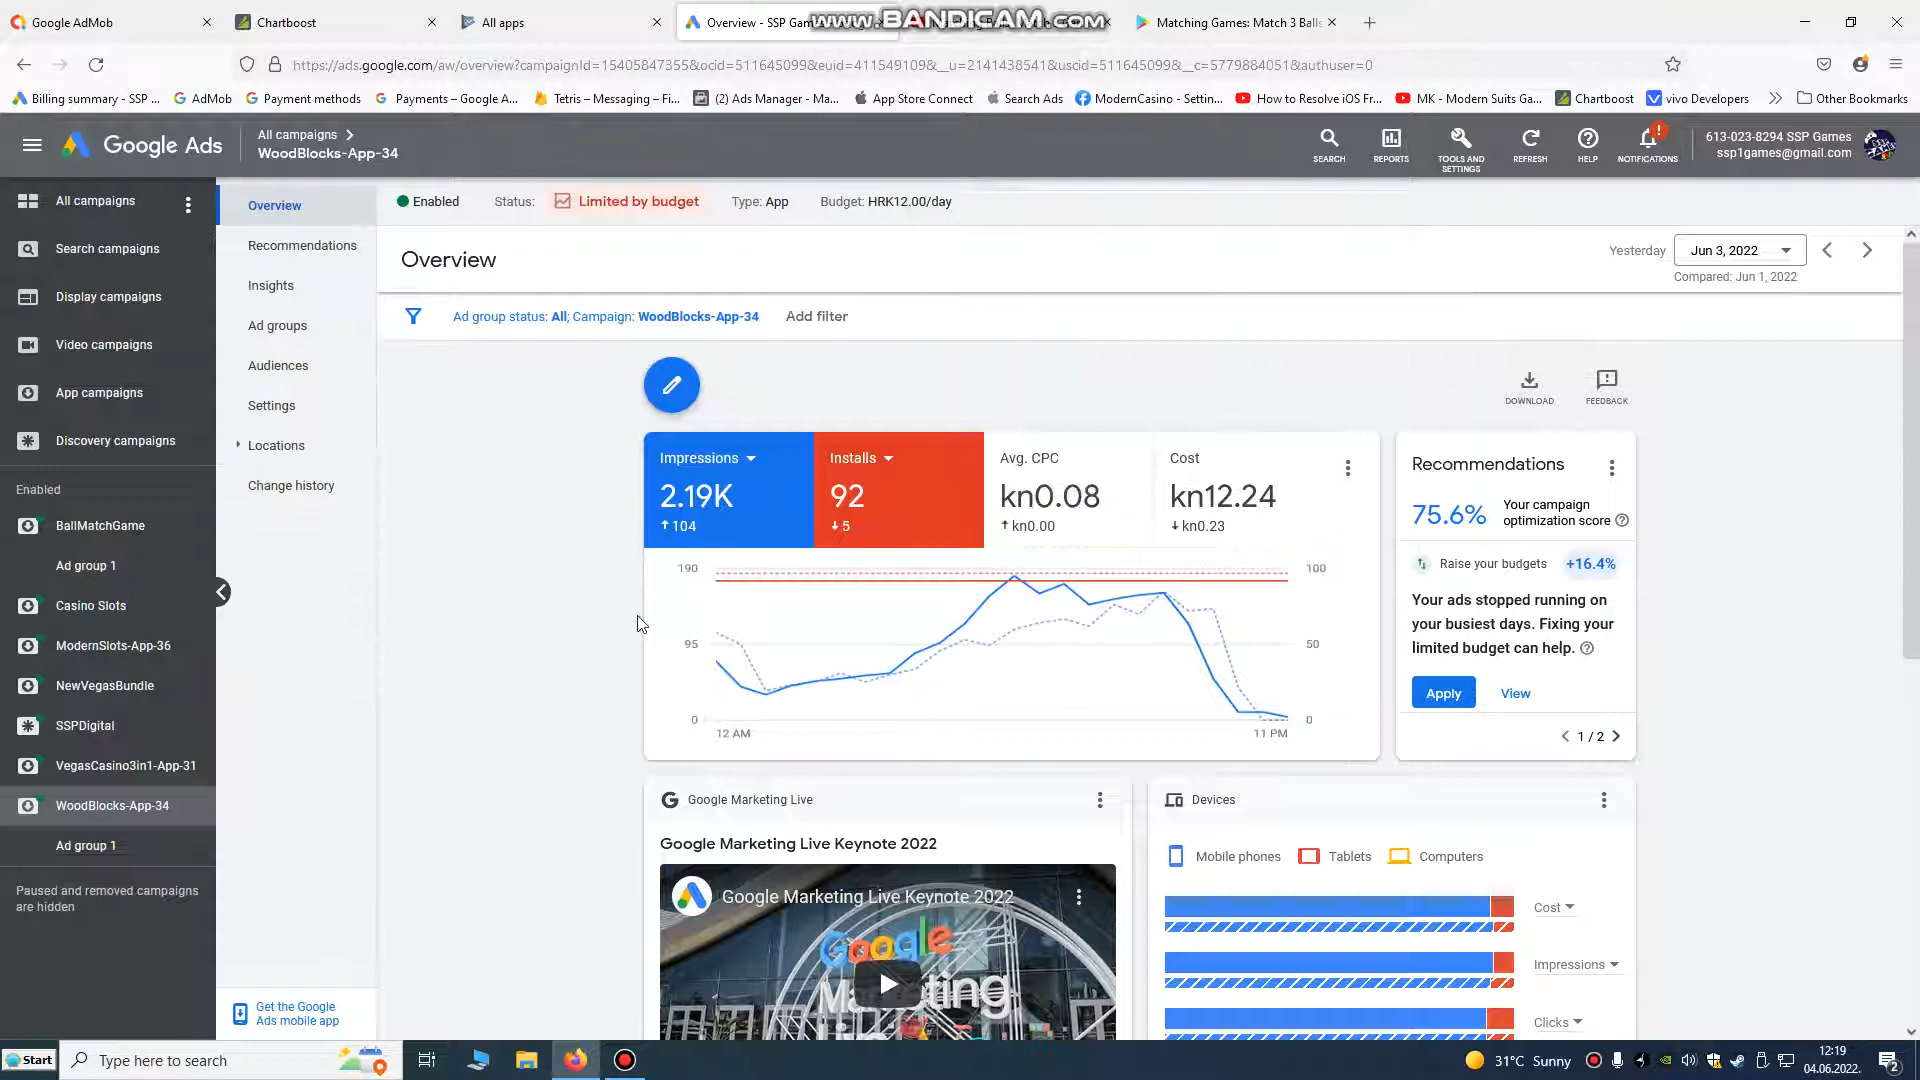 Google AdMob
Chartboost
All apps
Overview - SSP Game
www.BANDICAM.com
Matching Games: Match 3 Balls
https://ads.google.com/aw/overview?campaignId=15405847355&ocid=511645099&euid=411549109&__u=2141438541&uscid=511645099&__c=5779884051&authuser=0
Billing summary - SSP ...
AdMob
Payment methods
Payments – Google A...
Tetris – Messaging – Fi...
(2) Ads Manager - Ma...
App Store Connect
Search Ads
ModernCasino - Settin...
How to Resolve iOS Fr...
MK - Modern Suits Ga...
Chartboost
vivo Developers
Other Bookmarks
Google Ads
All campaigns
WoodBlocks-App-34
SEARCH
REPORTS
TOOLS AND
SETTINGS
REFRESH
HELP
NOTIFICATIONS
613-023-8294 SSP Games
ssp1games@gmail.com
All campaigns
Search campaigns
Display campaigns
Video campaigns
App campaigns
Discovery campaigns
Enabled
BallMatchGame
Ad group 1
Casino Slots
ModernSlots-App-36
NewVegasBundle
SSPDigital
VegasCasino3in1-App-31
WoodBlocks-App-34
Ad group 1
Paused and removed campaigns
are hidden
Overview
Recommendations
Insights
Ad groups
Audiences
Settings
Locations
Change history
Get the Google
Ads mobile app
Enabled
Status:
Limited by budget
Type: App
Budget: HRK12.00/day
Overview
Yesterday
Jun 3, 2022
Compared: Jun 1, 2022
Ad group status: All; Campaign: WoodBlocks-App-34
Add filter
DOWNLOAD
FEEDBACK
Impressions
2.19K
104
Installs
92
5
Avg. CPC
kn0.08
kn0.00
Cost
kn12.24
kn0.23
190
100
95
50
0
0
12 AM
11 PM
Recommendations
75.6%
Your campaign
optimization score
Raise your budgets
+16.4%
Your ads stopped running on
your busiest days. Fixing your
limited budget can help.
Apply
View
1 / 2
Google Marketing Live
Google Marketing Live Keynote 2022
Google Marketing Live Keynote 2022
Google
Marketing
Devices
Mobile phones
Tablets
Computers
Cost
Impressions
Clicks
Start
Type here to search
31°C Sunny
12:19
04.06.2022.
2